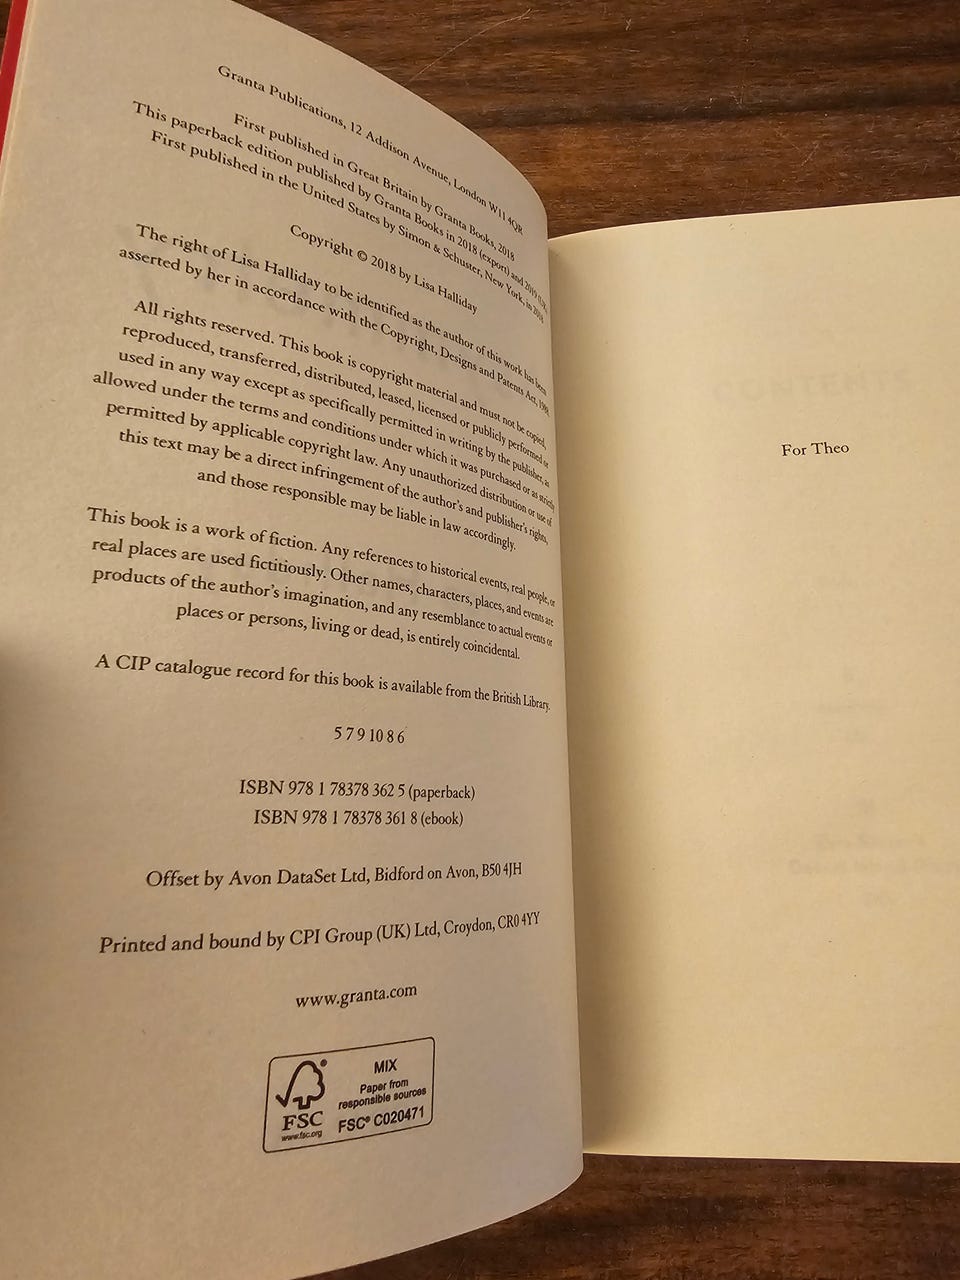 Granta Publications, 12 Addison Avenue, London W11 4QR
First published in Great Britain by Granta Books, 2018
This paperback edition published by Granta Books in 2018 (export) and 2019 (UK)
First published in the United States by Simon & Schuster, New York, in 2018
Copyright © 2018 by Lisa Halliday
The right of Lisa Halliday to be identified as the author of this work has been
asserted by her in accordance with the Copyright, Designs and Patents Act, 1988
All rights reserved. This book is copyright material and must not be copied,
reproduced, transferred, distributed, leased, licensed or publicly performed or
used in any way except as specifically permitted in writing by the publisher, as
allowed under the terms and conditions under which it was purchased or as strictly
permitted by applicable copyright law. Any unauthorized distribution or use of
this text may be a direct infringement of the author's and publisher's rights,
and those responsible may be liable in law accordingly.
This book is a work of fiction. Any references to historical events, real people, or
real places are used fictitiously. Other names, characters, places, and events are
products of the author's imagination, and any resemblance to actual events or
places or persons, living or dead, is entirely coincidental.
A CIP catalogue record for this book is available from the British Library.
5 7 9 10 8 6
ISBN 978 1 78378 362 5 (paperback)
ISBN 978 1 78378 361 8 (ebook)
Offset by Avon DataSet Ltd, Bidford on Avon, B50 4JH
Printed and bound by CPI Group (UK) Ltd, Croydon, CR0 4YY
www.granta.com
FSC
www.fsc.org
MIX
Paper from
responsible sources
FSC® C020471
For Theo